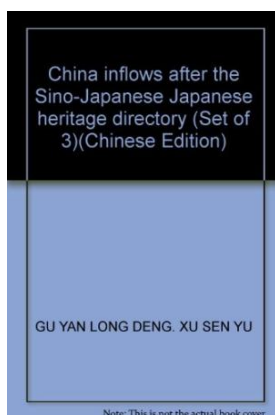 China inflows after the
Sino-Japanese Japanese
heritage directory (Set of
3)(Chinese Edition)
GU YAN LONG DENG. XU SEN YU
Note: This is not the actual book cover